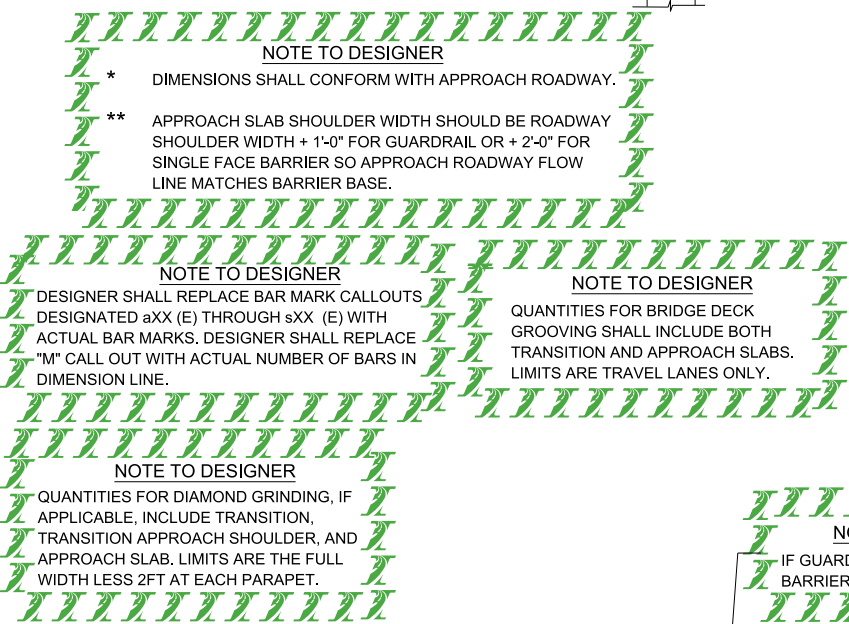 NOTE TO DESIGNER
* DIMENSIONS SHALL CONFORM WITH APPROACH ROADWAY.
** APPROACH SLAB SHOULDER WIDTH SHOULD BE ROADWAY
SHOULDER WIDTH + 1'-0" FOR GUARDRAIL OR + 2'-0" FOR
SINGLE FACE BARRIER SO APPROACH ROADWAY FLOW
LINE MATCHES BARRIER BASE.
NOTE TO DESIGNER
DESIGNER SHALL REPLACE BAR MARK CALLOUTS
DESIGNATED aXX (E) THROUGH sXX (E) WITH
ACTUAL BAR MARKS. DESIGNER SHALL REPLACE
"M" CALL OUT WITH ACTUAL NUMBER OF BARS IN
DIMENSION LINE.
NOTE TO DESIGNER
QUANTITIES FOR BRIDGE DECK
GROOVING SHALL INCLUDE BOTH
TRANSITION AND APPROACH SLABS.
LIMITS ARE TRAVEL LANES ONLY.
NOTE TO DESIGNER
QUANTITIES FOR DIAMOND GRINDING, IF
APPLICABLE, INCLUDE TRANSITION,
TRANSITION APPROACH SHOULDER, AND
APPROACH SLAB. LIMITS ARE THE FULL
WIDTH LESS 2FT AT EACH PARAPET.
IF
BARRIER